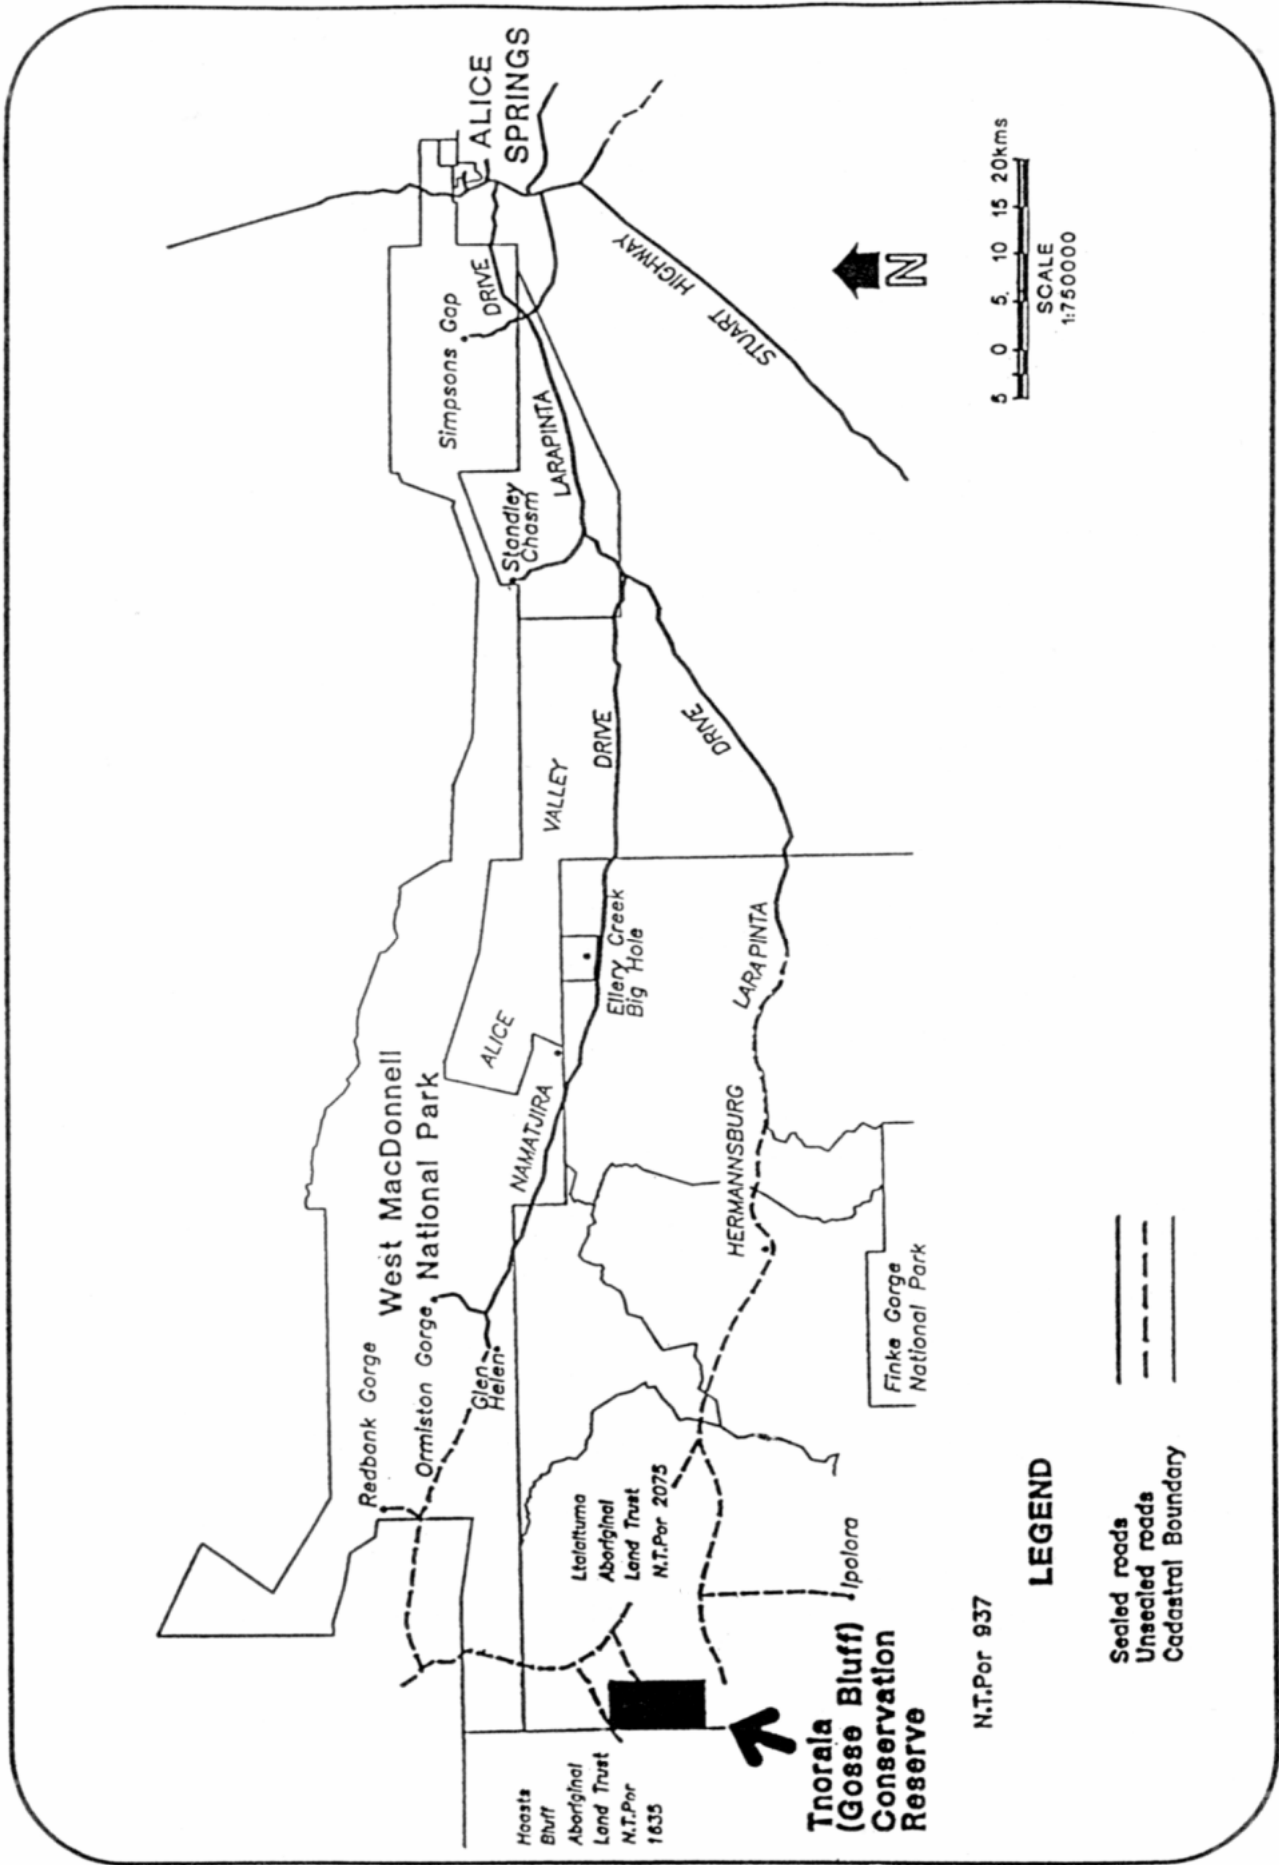 ALICE
SPRINGS
Simpsons Gap
DRIVE
LARAPINTA
Standley
Chasm
STUART HIGHWAY
N
5 0 5. 10 15 20kms
SCALE
1:750000
VALLEY
DRIVE
DRIVE
ALICE
NAMATJIRA
Ellery Creek
Big Hole
LARAPINTA
West MacDonnell
National Park
Redbank Gorge
Ormiston Gorge
Glen
Helen
HERMANNSBURG
Finke Gorge
National Park
Ltalaltuma
Aboriginal
Land Trust
N.T.Por 2075
Ipolera
Haasts
Bluff
Aboriginal
Land Trust
N.T.Por
1635
Tnorala
(Gosse Bluff)
Conservation
Reserve
N.T.Por 937
LEGEND
Sealed roads
Unsealed roads
Cadastral Boundary